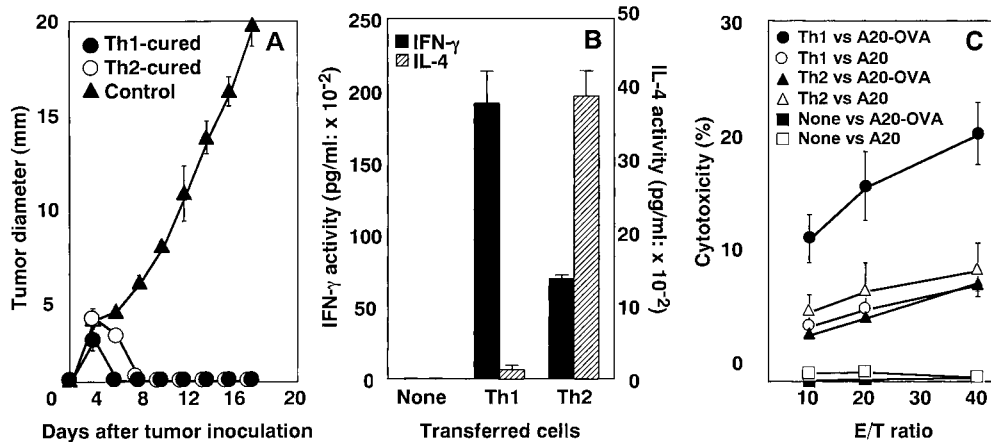 A
Th1-cured
Th2-cured
Control
Tumor diameter (mm)
20
15
10
5
0
0 4 8 12 16 20
Days after tumor inoculation
B
IFN-γ
IL-4
IFN-γ activity (pg/ml: x 10-2)
250
200
150
100
50
0
IL-4 activity (pg/ml: x 10-2)
50
40
30
20
10
0
None Th1 Th2
Transferred cells
C
Th1 vs A20-OVA
Th1 vs A20
Th2 vs A20-OVA
Th2 vs A20
None vs A20-OVA
None vs A20
Cytotoxicity (%)
30
20
10
0
10 20 40
E/T ratio